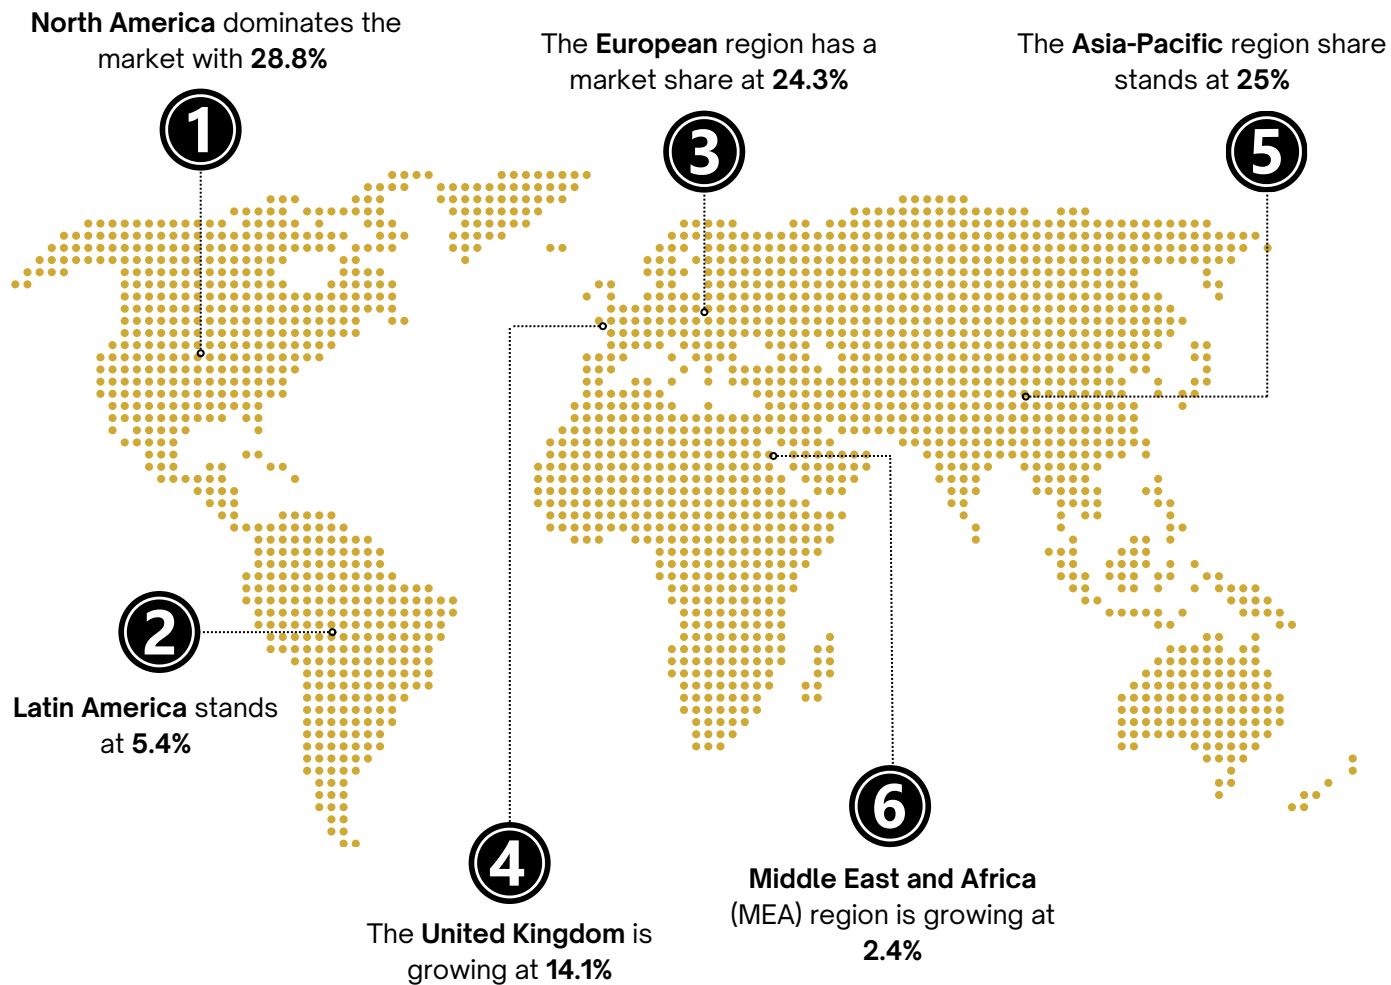 North America dominates the
market with 28.8%
1
The European region has a
market share at 24.3%
3
The Asia-Pacific region share
stands at 25%
5
2
Latin America stands
at 5.4%
4
The United Kingdom is
growing at 14.1%
6
Middle East and Africa
(MEA) region is growing at
2.4%